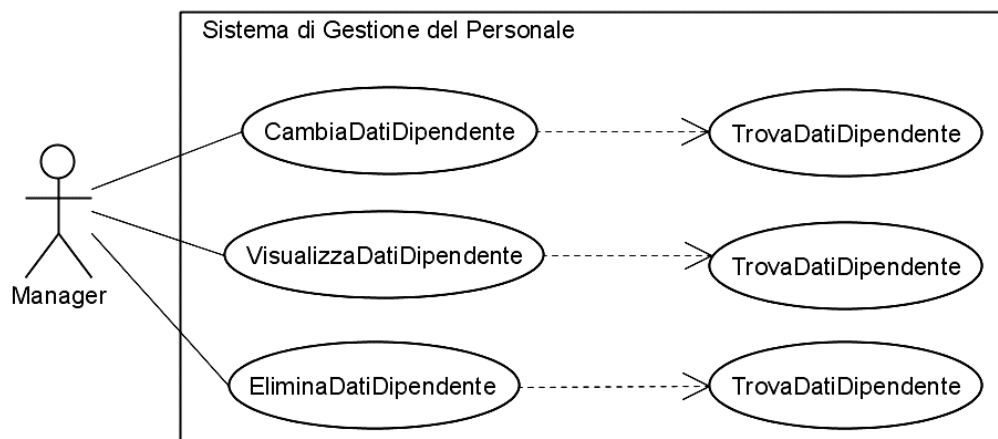 Sistema di Gestione del Personale
CambiaDatiDipendente
TrovaDatiDipendente
VisualizzaDatiDipendente
TrovaDatiDipendente
Manager
EliminaDatiDipendente
TrovaDatiDipendente